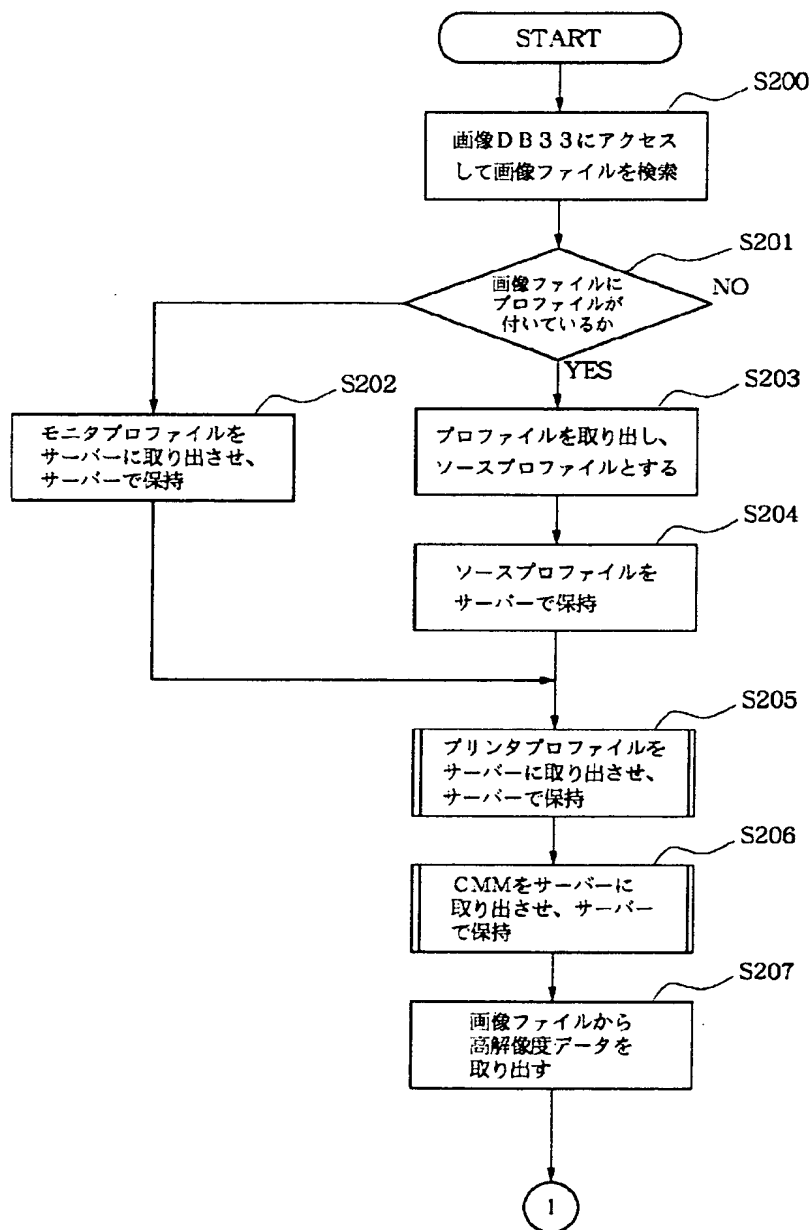 START
S200
画像DB33にアクセス
して画像ファイルを検索
S201
画像ファイルに
プロファイルが
付いているか
NO
YES
S202
モニタプロファイルを
サーバーに取り出させ、
サーバーで保持
S203
プロファイルを取り出し、
ソースプロファイルとする
S204
ソースプロファイルを
サーバーで保持
S205
プリンタプロファイルを
サーバーに取り出させ、
サーバーで保持
S206
CMMをサーバーに
取り出させ、サーバー
で保持
S207
画像ファイルから
高解像度データを
取り出す
1